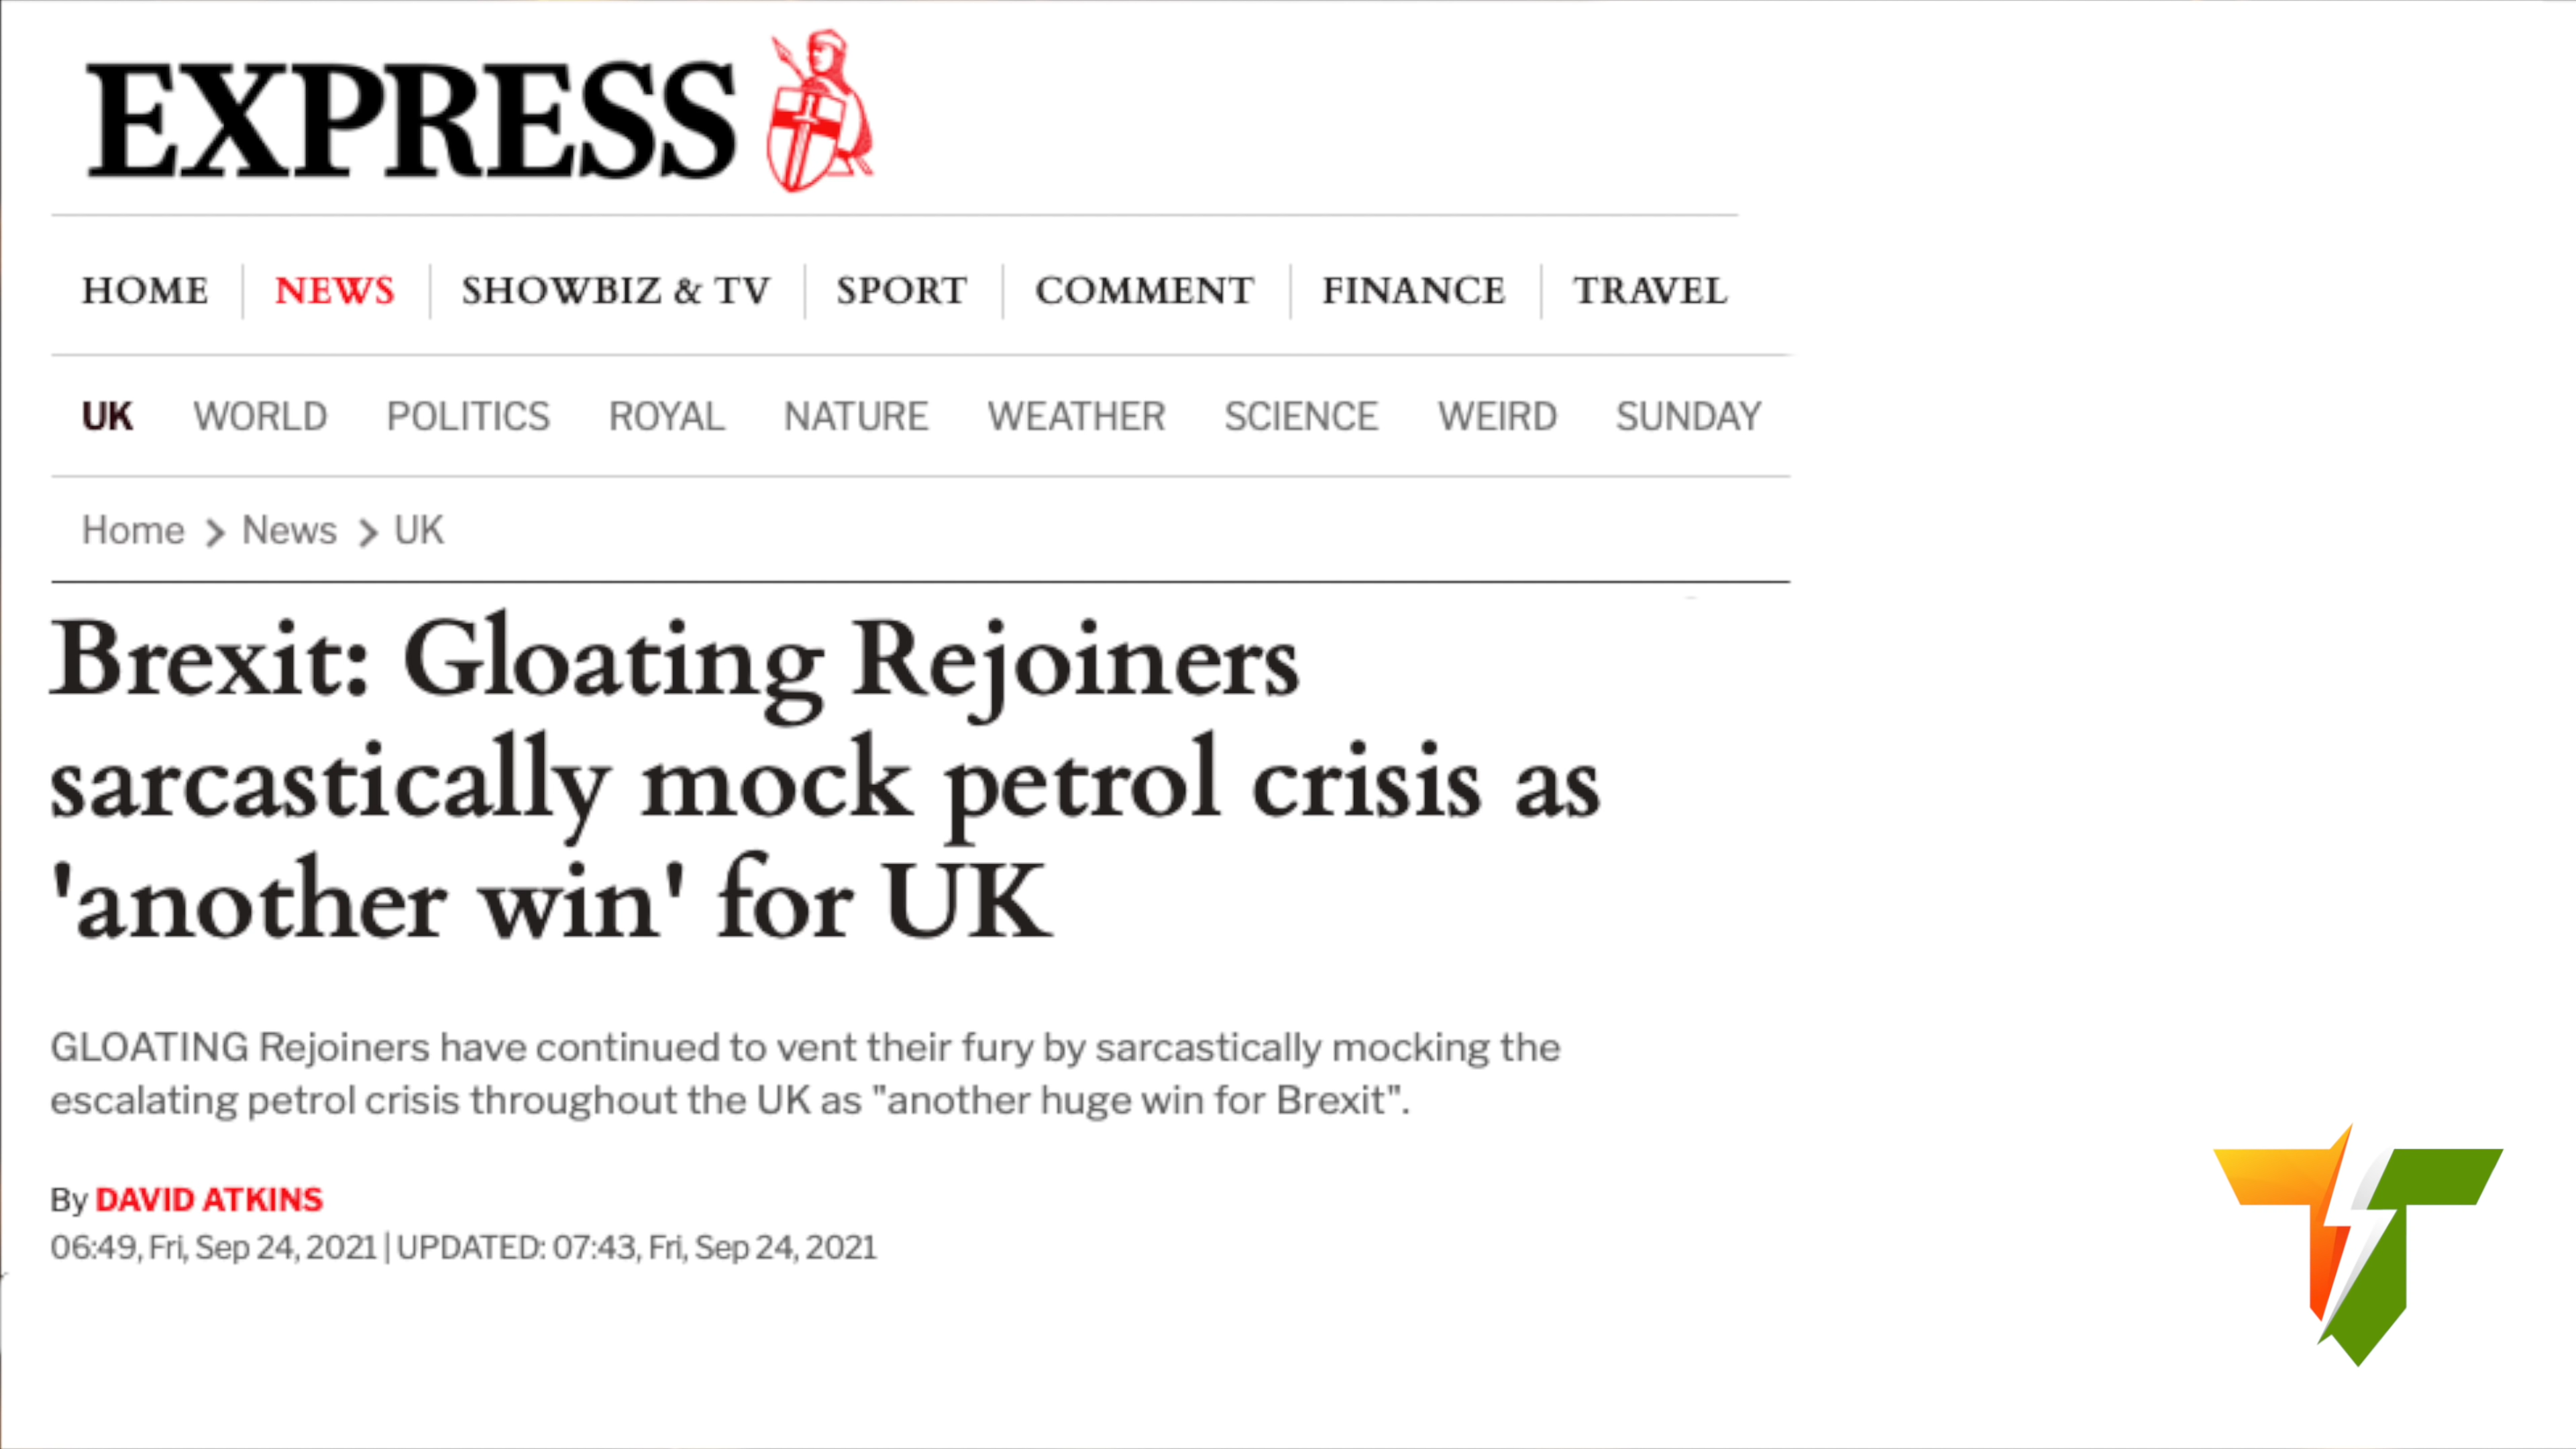 EXPRESS
HOME NEWS SHOWBIZ & TV SPORT COMMENT FINANCE TRAVEL
UK WORLD POLITICS ROYAL NATURE WEATHER SCIENCE WEIRD SUNDAY
Home > News > UK
Brexit: Gloating Rejoiners
sarcastically mock petrol crisis as
'another win' for UK
GLOATING Rejoiners have continued to vent their fury by sarcastically mocking the
escalating petrol crisis throughout the UK as "another huge win for Brexit".
By DAVID ATKINS
06:49, Fri, Sep 24, 2021 | UPDATED: 07:43, Fri, Sep 24, 2021